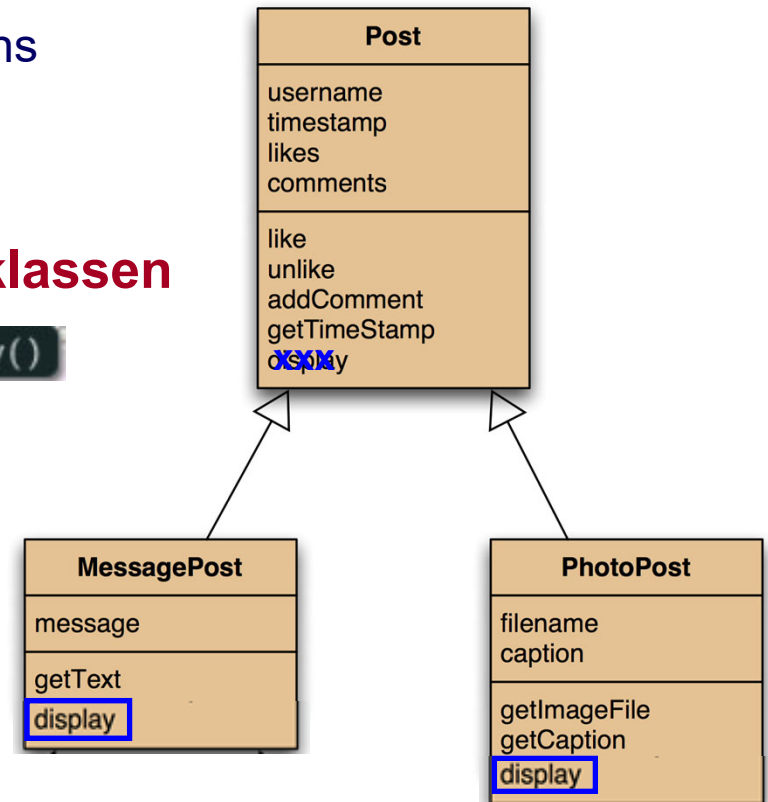 ns
klassen
y()
Post
username
timestamp
likes
comments
like
unlike
addComment
getTimeStamp
xxx
MessagePost
message
getText
display
PhotoPost
filename
caption
getImageFile
getCaption
display